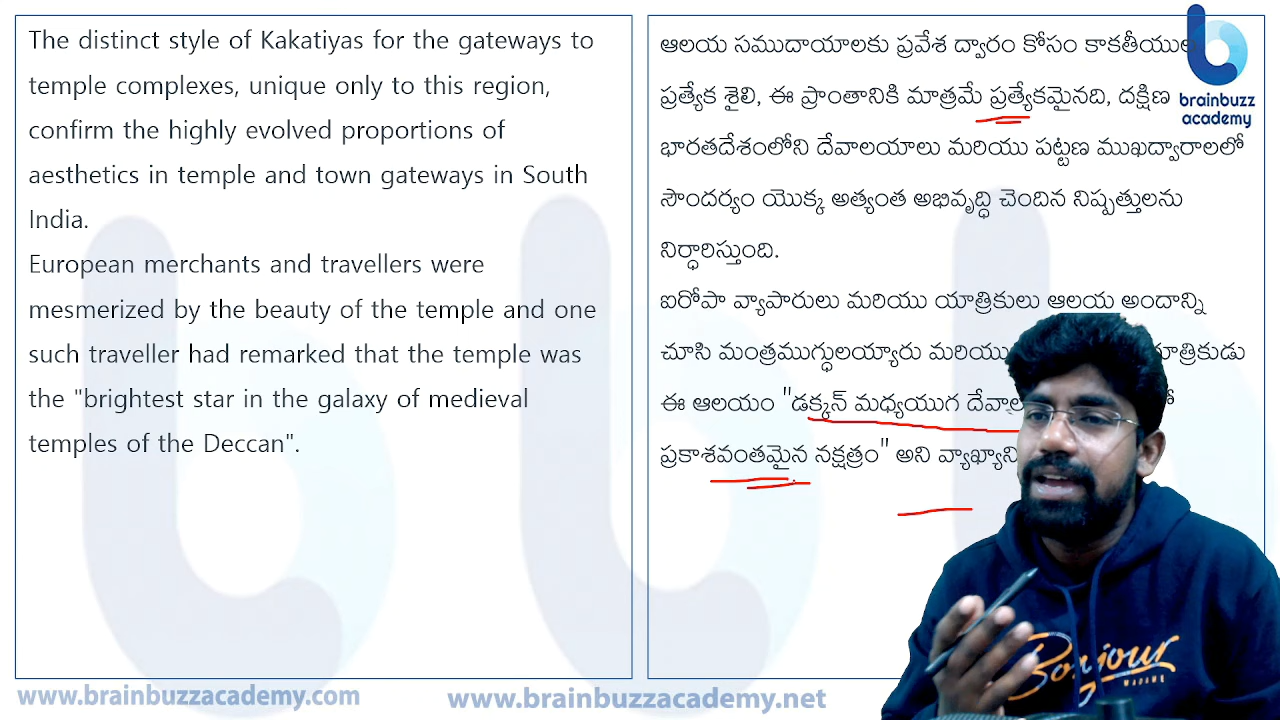 The distinct style of Kakatiyas for the gateways to
temple complexes, unique only to this region,
confirm the highly evolved proportions of
aesthetics in temple and town gateways in South
India.
European merchants and travellers were
mesmerized by the beauty of the temple and one
such traveller had remarked that the temple was
the "brightest star in the galaxy of medieval
temples of the Deccan".
ఆలయ సముదాయాలకు ప్రవేశ ద్వారం కోసం
ప్రత్యేక శైలి, ఈ ప్రాంతానికి మాత్రమే ప్రత్యేకమైనది, దక్షిణ
భారతదేశంలోని దేవాలయాలు మరియు పట్టణ ముఖద్వారాలలో
సౌందర్యం యొక్క అత్యంత అభివృద్ధి చెందిన నిష్పత్తులను
నిర్ధారిస్తుంది.
ఐరోపా వ్యాపారులు మరియు యాత్రికులు ఆలయ అందాన్ని
చూసి మంత్రముగ్ధులయ్యారు మరియు
ఈ ఆలయం "డక్కన్ మధ్యయుగ
ప్రకాశవంతమైన నక్షత్రం" అని
brainbuzz
academy
Bonjour
MADAME
www.brainbuzzacademy.com
www.brainbuzzacademy.net